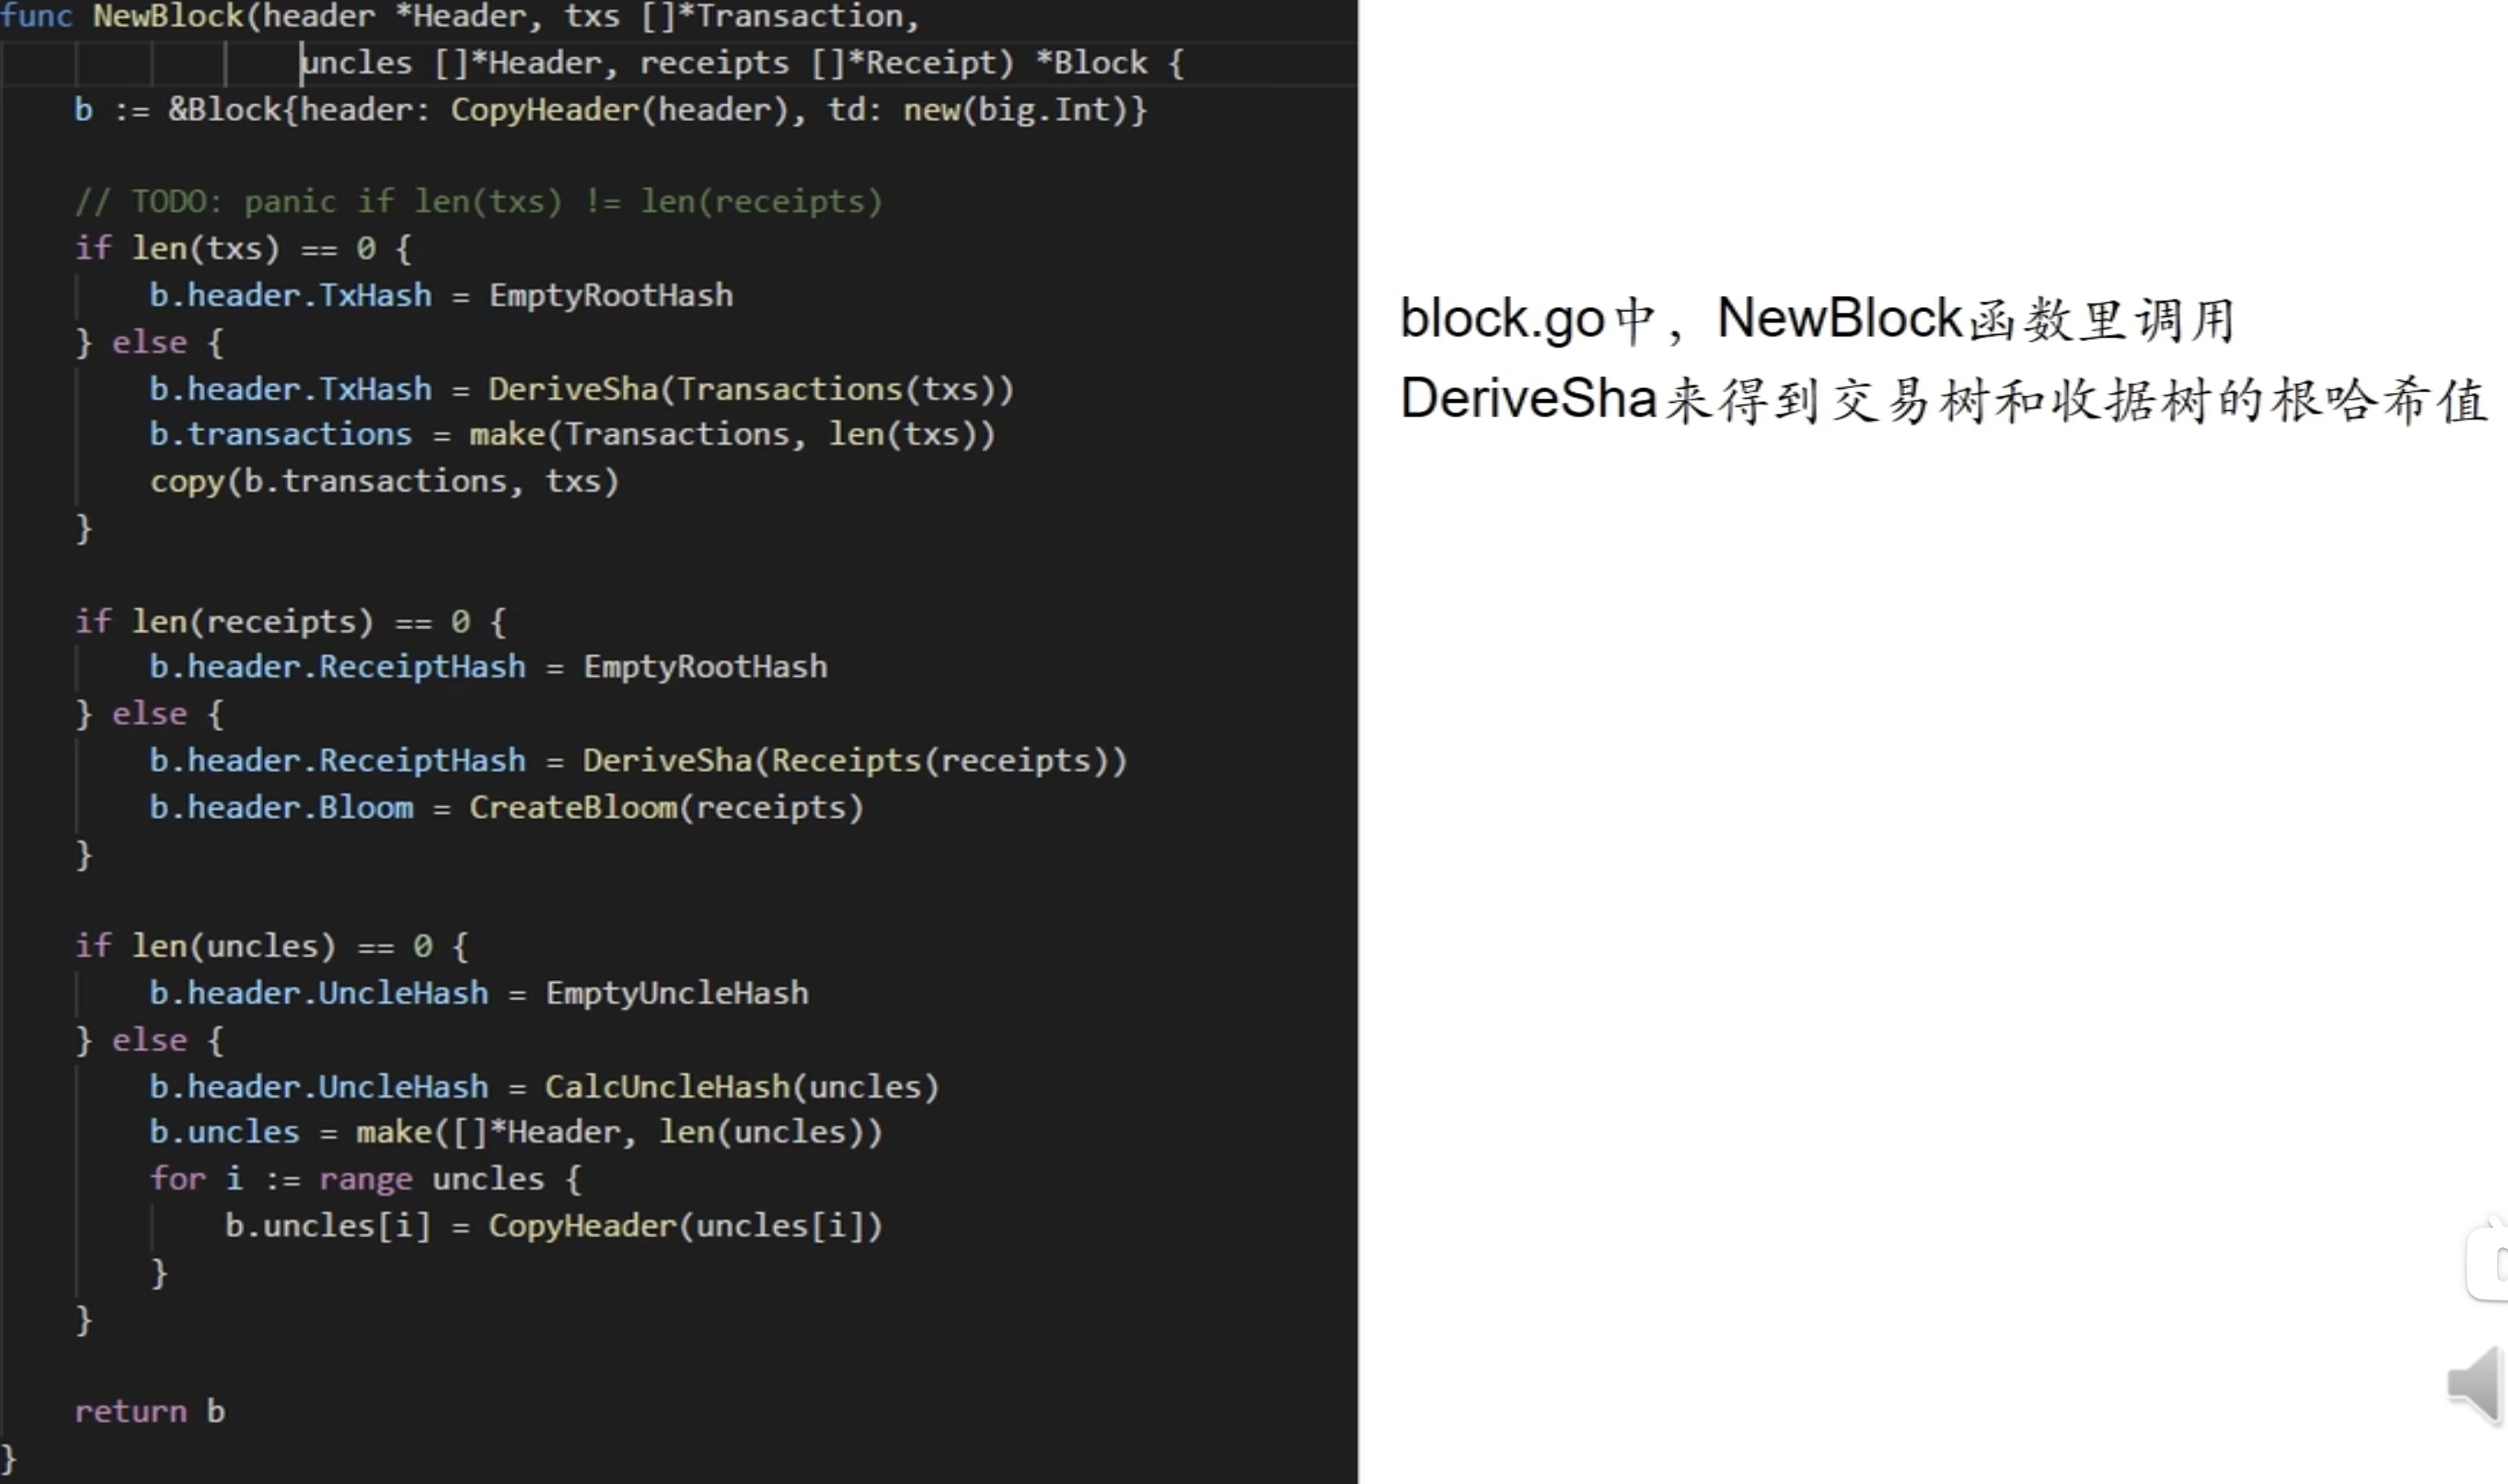 func NewBlock(header *Header, txs []*Transaction,
uncles []*Header, receipts []*Receipt) *Block {
b := &Block{header: CopyHeader(header), td: new(big.Int)}
// TODO: panic if len(txs) != len(receipts)
if len(txs) == 0 {
b.header.TxHash = EmptyRootHash
} else {
b.header.TxHash = DeriveSha(Transactions(txs))
b.transactions = make(Transactions, len(txs))
copy(b.transactions, txs)
}
if len(receipts) == 0 {
b.header.ReceiptHash = EmptyRootHash
} else {
b.header.ReceiptHash = DeriveSha(Receipts(receipts))
b.header.Bloom = CreateBloom(receipts)
}
if len(uncles) == 0 {
b.header.UncleHash = EmptyUncleHash
} else {
b.header.UncleHash = CalcUncleHash(uncles)
b.uncles = make([]*Header, len(uncles))
for i := range uncles {
b.uncles[i] = CopyHeader(uncles[i])
}
}
return b
}
block.go中，NewBlock函数里调用
DeriveSha来得到交易树和收据树的根哈希值